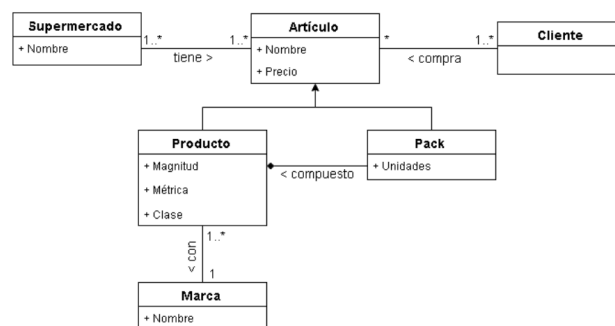 Supermercado
+ Nombre
1..*
tiene >
1..*
Artículo
+ Nombre
+ Precio
*
< compra
1..*
Cliente
Producto
+ Magnitud
+ Métrica
+ Clase
< compuesto
Pack
+ Unidades
< con
1..*
1
Marca
+ Nombre